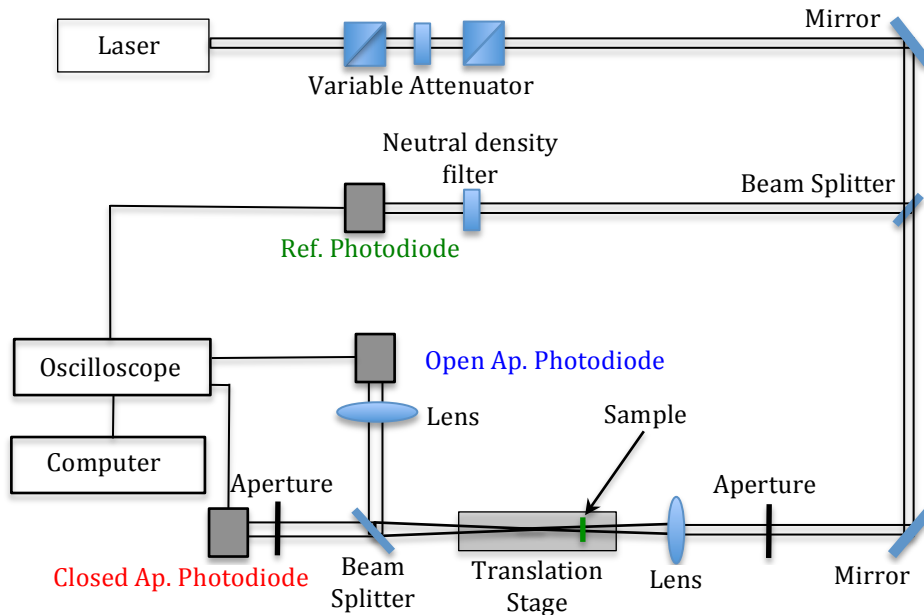 Laser
Mirror
Variable Attenuator
Neutral density
filter
Beam Splitter
Ref. Photodiode
Oscilloscope
Open Ap. Photodiode
Lens
Sample
Computer
Aperture
Aperture
Closed Ap. Photodiode
Beam
Splitter
Translation
Stage
Lens
Mirror